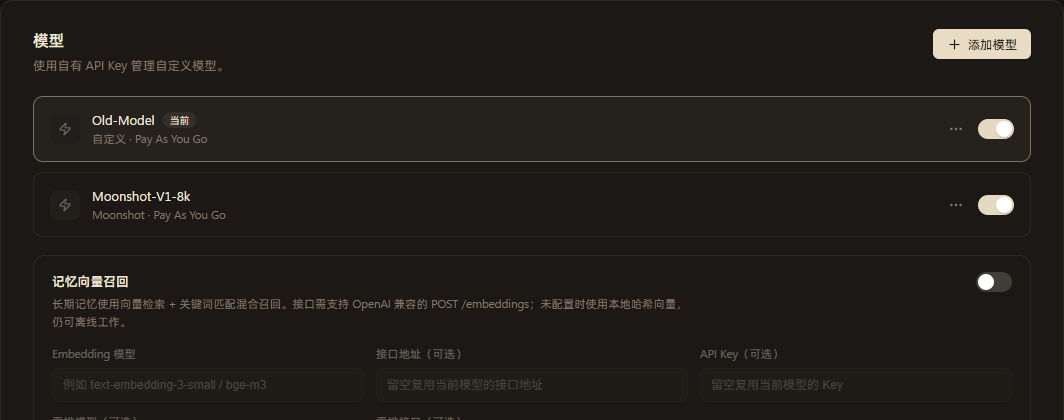 模型
使用自有 API Key 管理自定义模型。
添加模型
Old-Model 当前
自定义 · Pay As You Go
Moonshot-V1-8k
Moonshot · Pay As You Go
记忆向量召回
长期记忆使用向量检索 + 关键词匹配混合召回。接口需支持 OpenAI 兼容的 POST /embeddings；未配置时使用本地哈希向量，
仍可离线工作。
Embedding 模型
接口地址（可选）
API Key（可选）
例如 text-embedding-3-small / bge-m3
留空复用当前模型的接口地址
留空复用当前模型的 Key